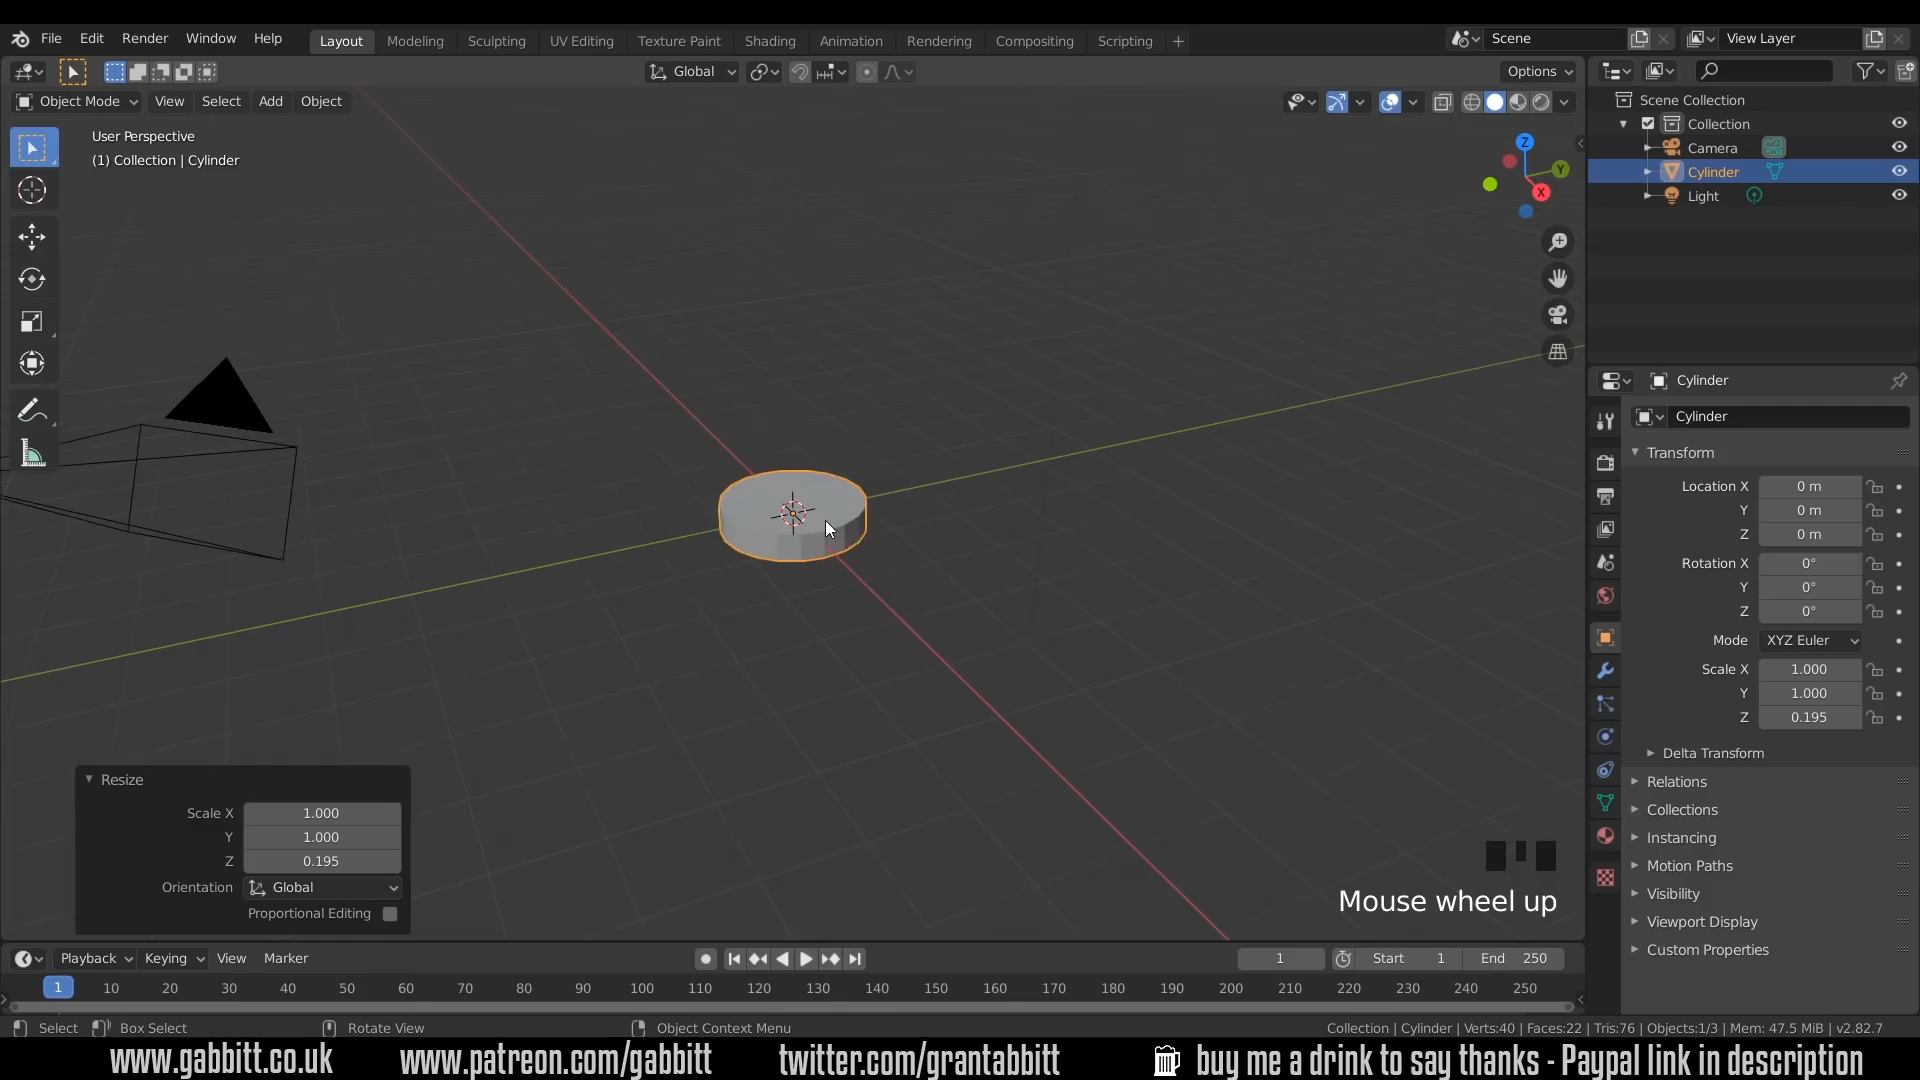 File Edit Render Window Help Layout Modeling Sculpting UV Editing Texture Paint Shading Animation Rendering Compositing Scripting + Scene View Layer
Global Options
Object Mode View Select Add Object
User Perspective
(1) Collection | Cylinder
Z
Y
X
Scene Collection
Collection
Camera
Cylinder
Light
Cylinder
Cylinder
Transform
Location X 0 m
Y 0 m
Z 0 m
Rotation X 0°
Y 0°
Z 0°
Mode XYZ Euler
Scale X 1.000
Y 1.000
Z 0.195
Delta Transform
Relations
Collections
Instancing
Motion Paths
Visibility
Viewport Display
Custom Properties
Resize
Scale X 1.000
Y 1.000
Z 0.195
Orientation Global
Proportional Editing
Mouse wheel up
Playback Keying View Marker 1 Start 1 End 250
1 10 20 30 40 50 60 70 80 90 100 110 120 130 140 150 160 170 180 190 200 210 220 230 240 250
Select Box Select Rotate View Object Context Menu Collection | Cylinder | Verts:40 | Faces:22 | Tris:76 | Objects:1/3 | Mem: 47.5 MiB | v2.82.7
www.gabbitt.co.uk www.patreon.com/gabbitt twitter.com/grantabbitt buy me a drink to say thanks - Paypal link in description